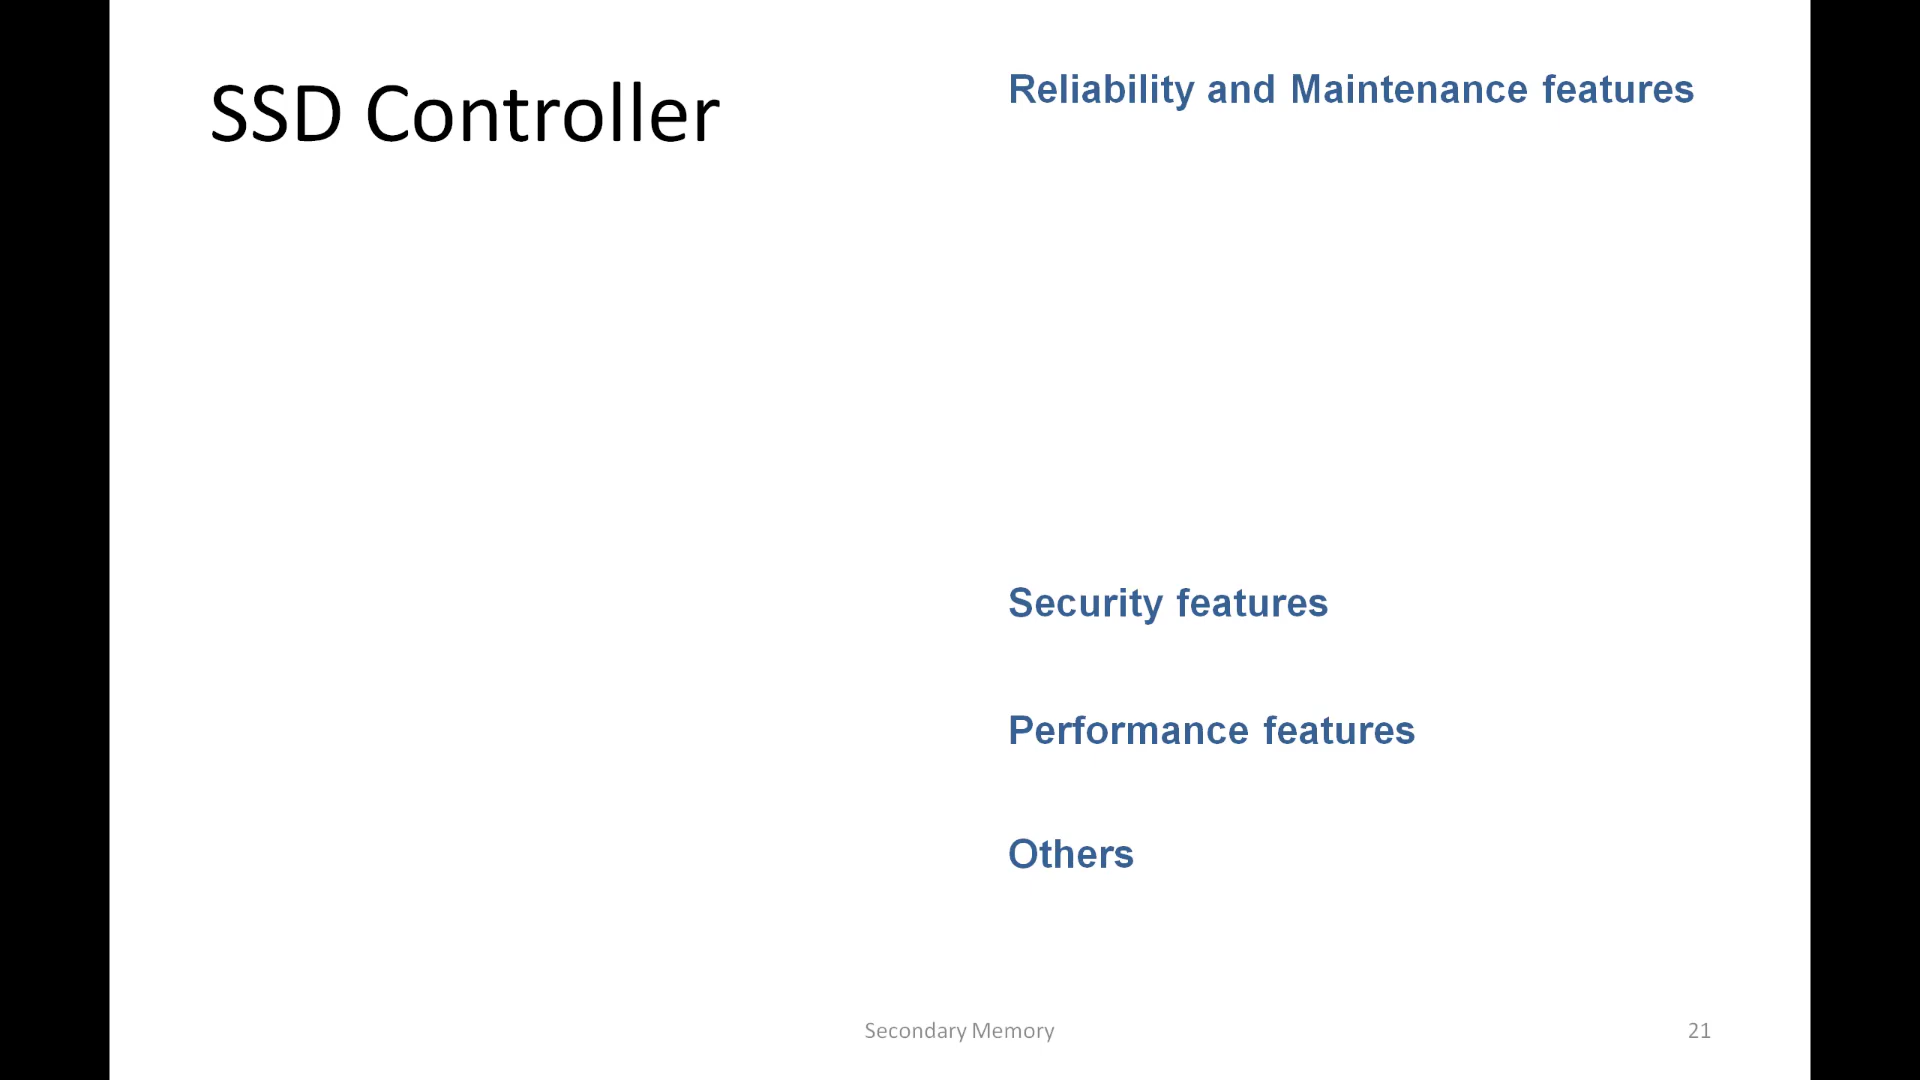 SSD Controller
Reliability and Maintenance features
Security features
Performance features
Others
Secondary Memory
21